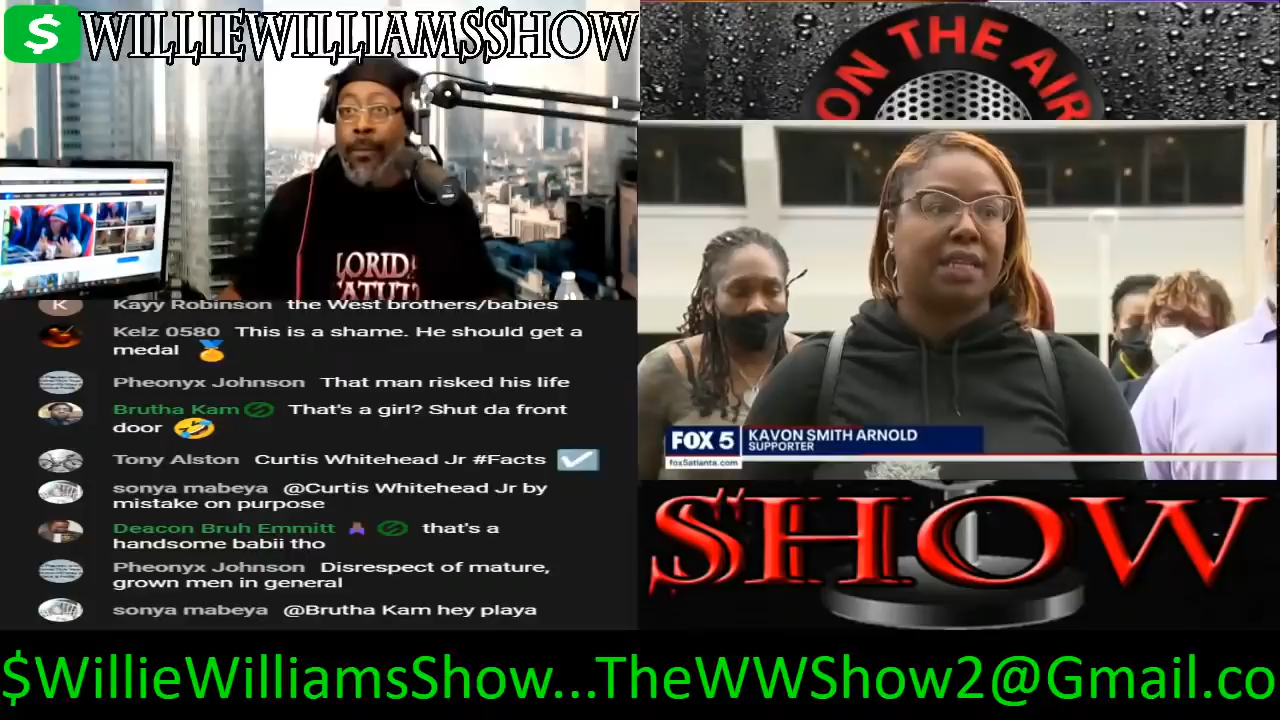 $ WILLIEWILLIAMSSHOW
ON THE AIR
K Kayy Robinson the West brothers/babies
Kelz 0580 This is a shame. He should get a
medal
Pheonyx Johnson That man risked his life
Brutha Kam That's a girl? Shut da front
door
Tony Alston Curtis Whitehead Jr #Facts
sonya mabeya @Curtis Whitehead Jr by
mistake on purpose
Deacon Bruh Emmitt that's a
handsome babii tho
Pheonyx Johnson Disrespect of mature,
grown men in general
sonya mabeya @Brutha Kam hey playa
FOX 5
fox5atlanta.com
KAVON SMITH ARNOLD
SUPPORTER
SHOW
$WillieWilliamsShow...TheWWShow2@Gmail.co